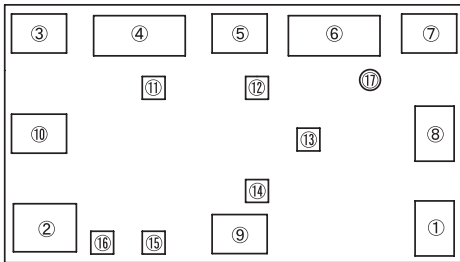 ③ ④ ⑤ ⑥ ⑦
⑪ ⑫ ⑰
⑩ ⑬ ⑧
⑭
② ⑯ ⑮ ⑨ ①